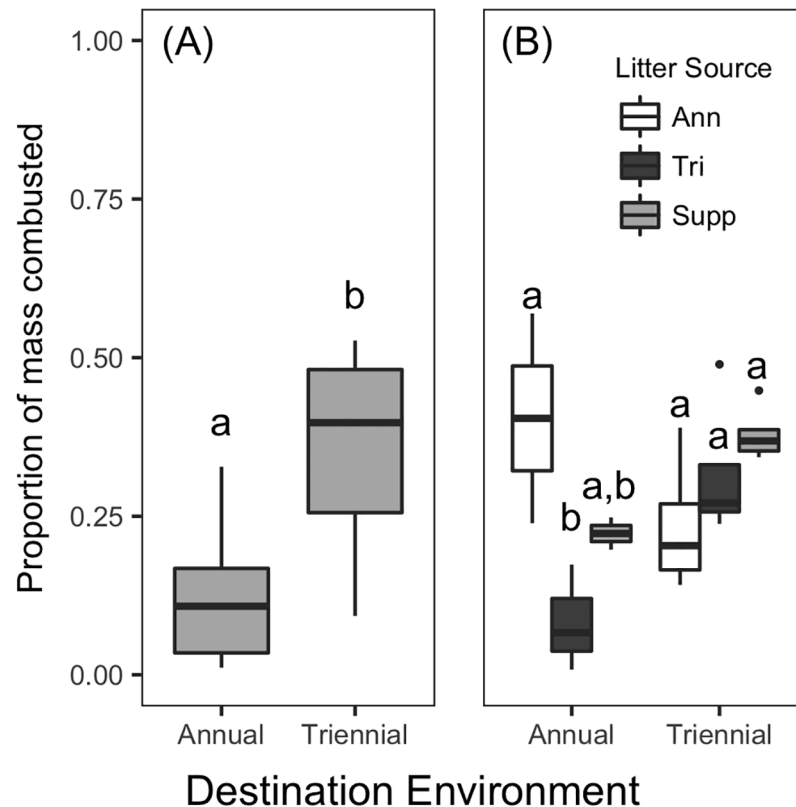 Proportion of mass combusted
1.00
0.75
0.50
0.25
0.00
(A)
a
b
Annual
Triennial
(B)
Litter Source
Ann
Tri
Supp
a
b
a,b
a
a
a
Annual
Triennial
Destination Environment